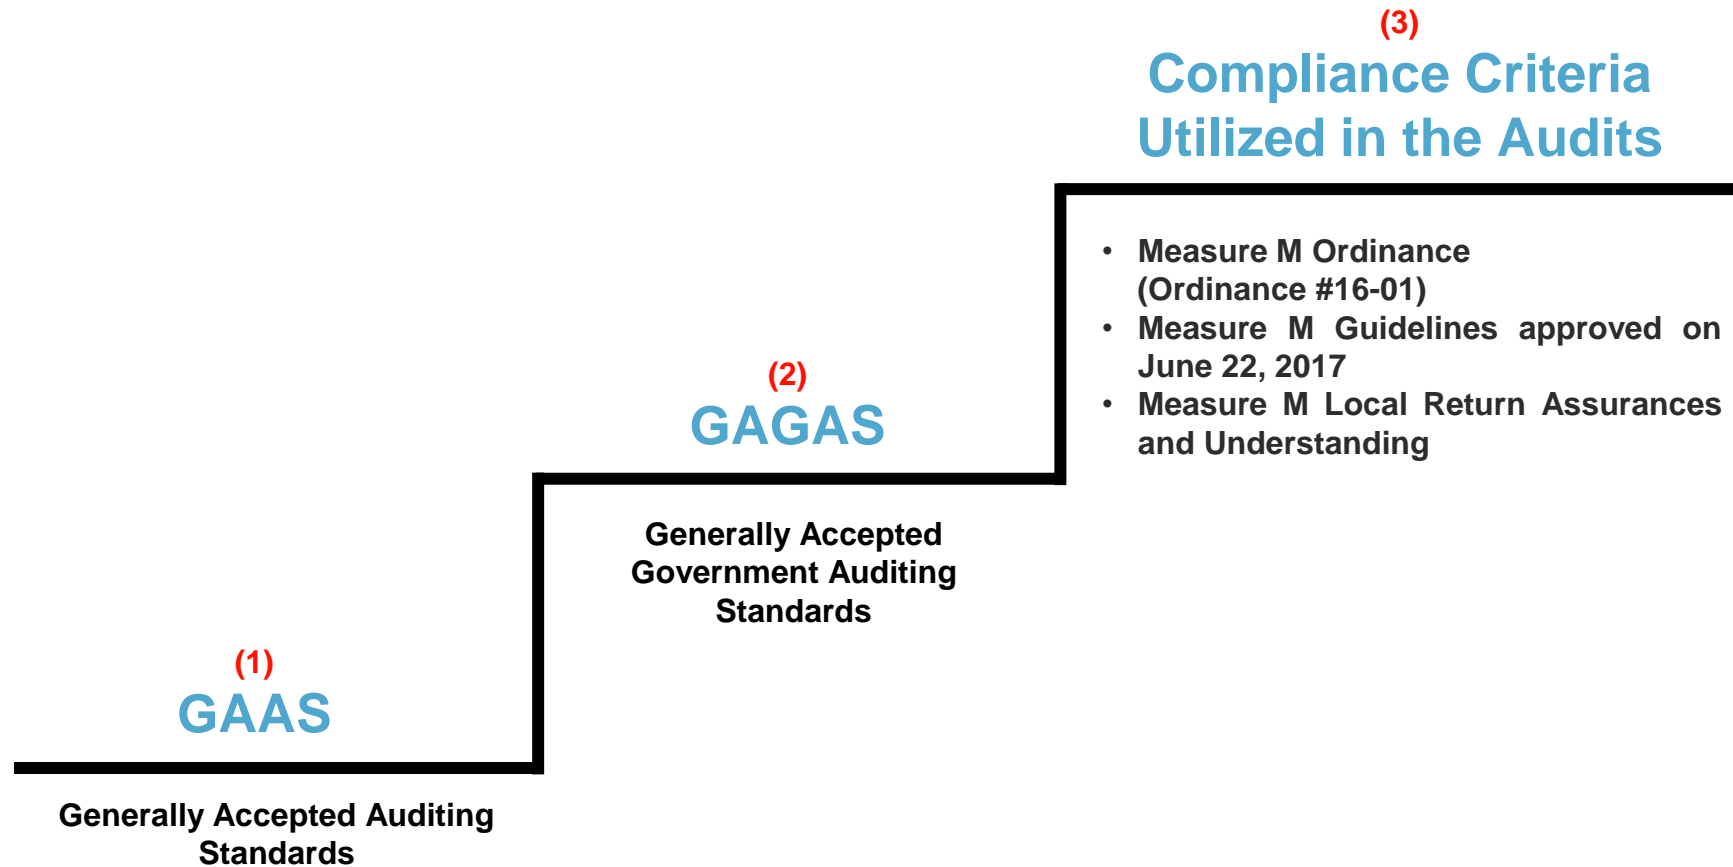 (1)
GAAS
Generally Accepted Auditing
Standards
(2)
GAGAS
Generally Accepted
Government Auditing
Standards
(3)
Compliance Criteria
Utilized in the Audits
• Measure M Ordinance
(Ordinance #16-01)
• Measure M Guidelines approved on
June 22, 2017
• Measure M Local Return Assurances
and Understanding